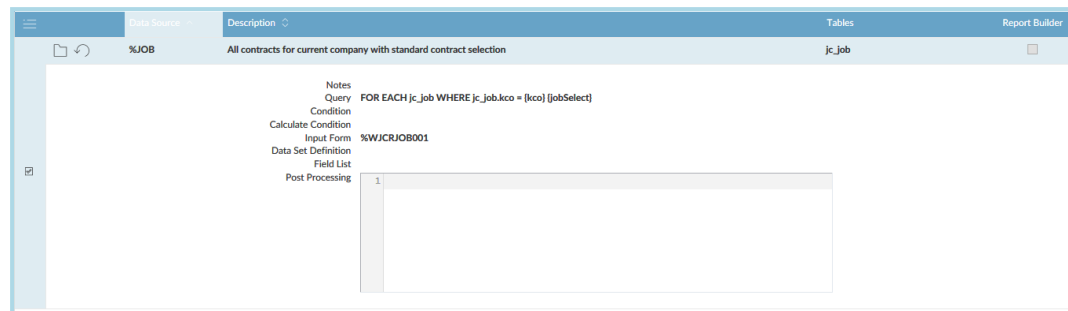 Data Source Description Tables Report Builder
%JOB All contracts for current company with standard contract selection jc_job
Notes
Query FOR EACH jc_job WHERE jc_job.kco = {kco} {jobSelect}
Condition
Calculate Condition
Input Form %WJCRJOB001
Data Set Definition
Field List
Post Processing
1